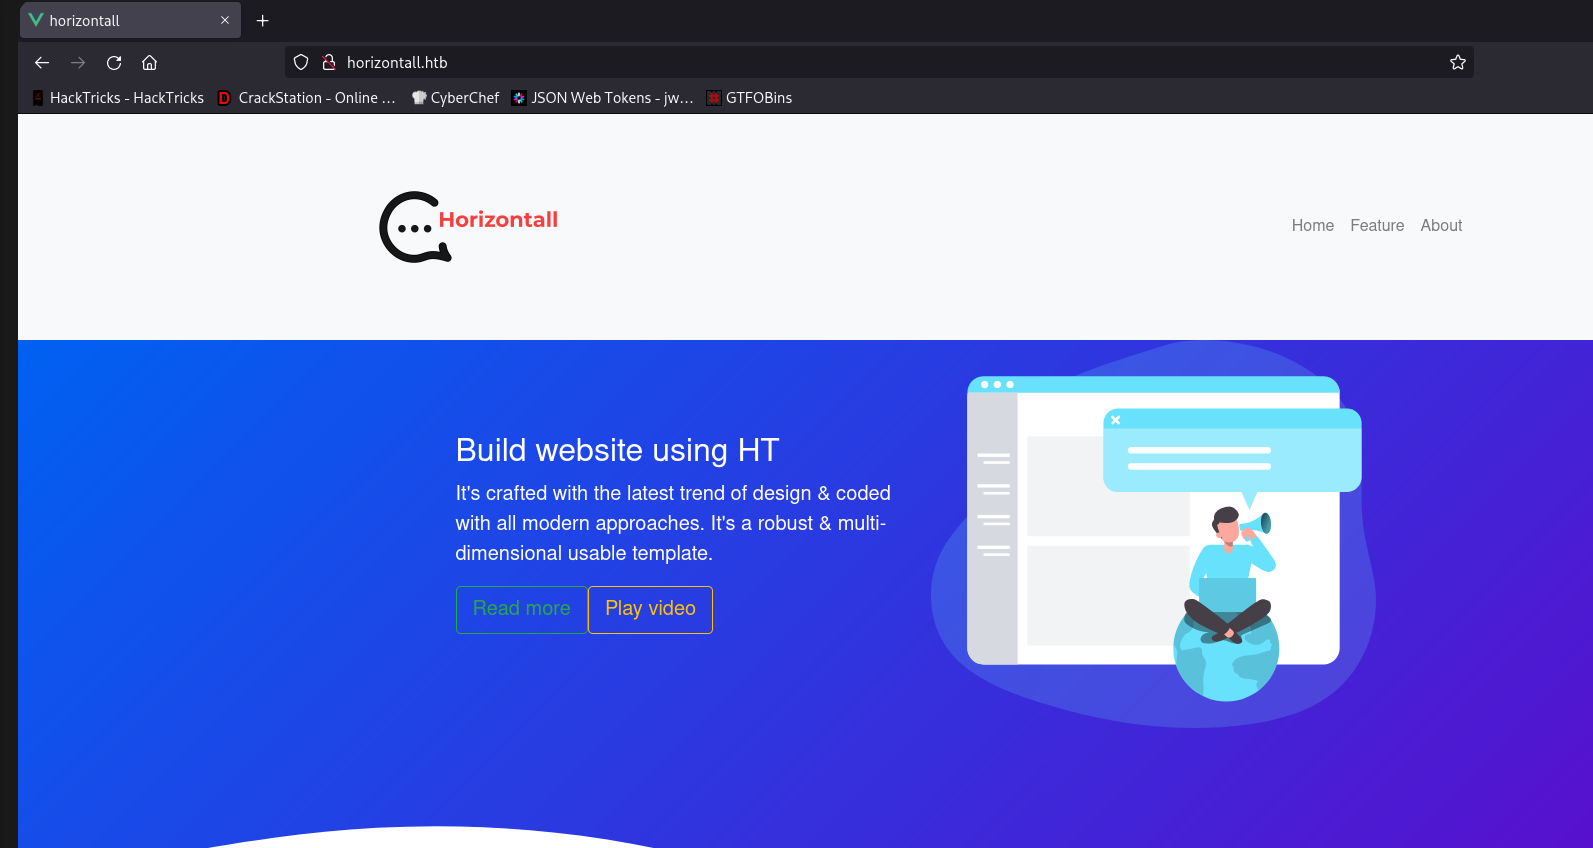 horizontall
horizontall.htb
HackTricks - HackTricks
CrackStation - Online ...
CyberChef
JSON Web Tokens - jw...
GTFOBins
Horizontall
Home
Feature
About
Build website using HT
It's crafted with the latest trend of design & coded
with all modern approaches. It's a robust & multi-
dimensional usable template.
Read more
Play video